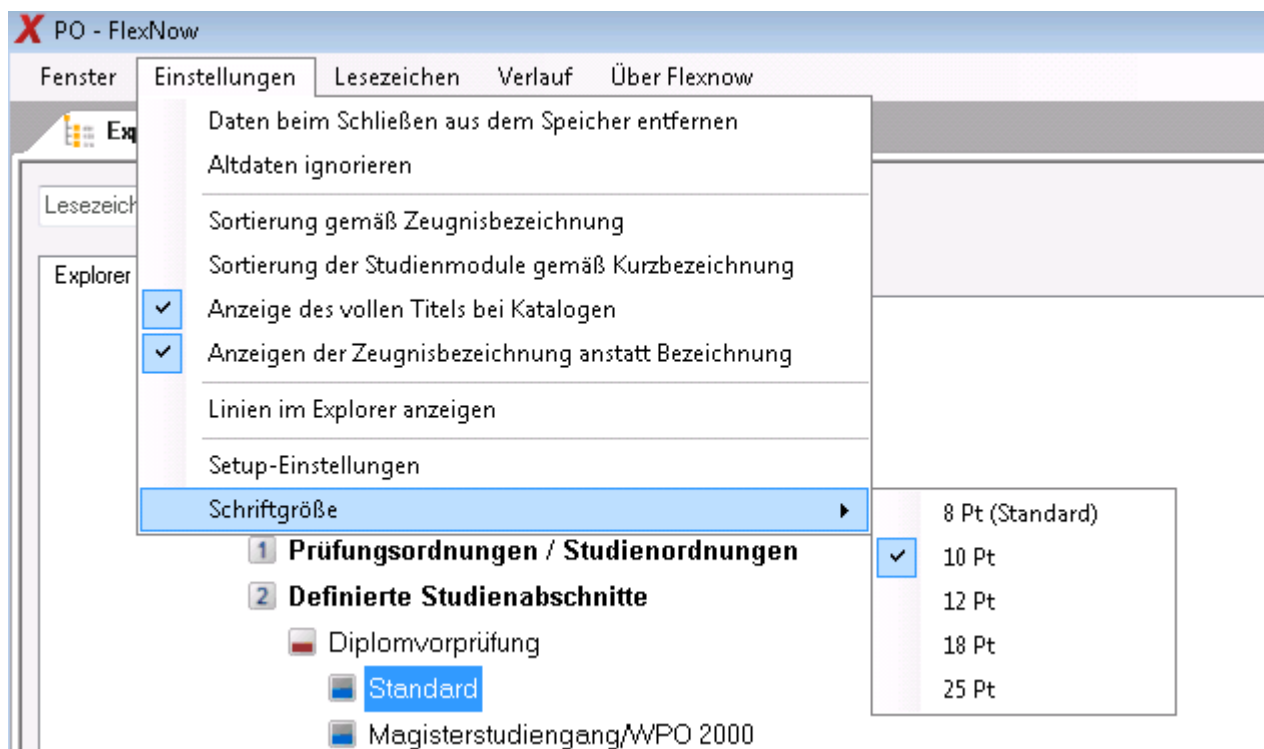 PO - FlexNow
Fenster Einstellungen Lesezeichen Verlauf Über Flexnow
Daten beim Schließen aus dem Speicher entfernen
Altdaten ignorieren
Sortierung gemäß Zeugnisbezeichnung
Sortierung der Studienmodule gemäß Kurzbezeichnung
Explorer
Anzeige des vollen Titels bei Katalogen
Anzeigen der Zeugnisbezeichnung anstatt Bezeichnung
Linien im Explorer anzeigen
Setup-Einstellungen
Schriftgröße
8 Pt (Standard)
10 Pt
12 Pt
18 Pt
25 Pt
1 Prüfungsordnungen / Studienordnungen
2 Definierte Studienabschnitte
Diplomvorprüfung
Standard
Magisterstudiengang/WPO 2000